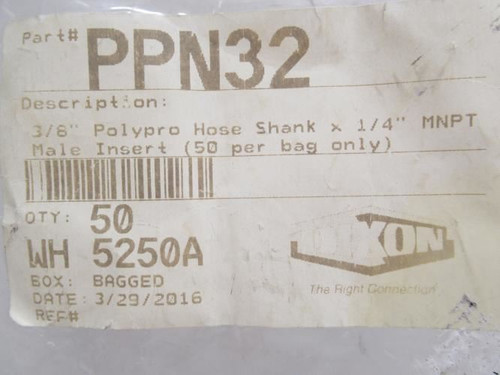 Part# PPN32
Description:
3/8" Polypro Hose Shank x 1/4" MNPT
Male Insert (50 per bag only)
QTY: 50
WH 5250A
BOX: BAGGED
DATE: 3/29/2016
REF#
DIXON
The Right Connection